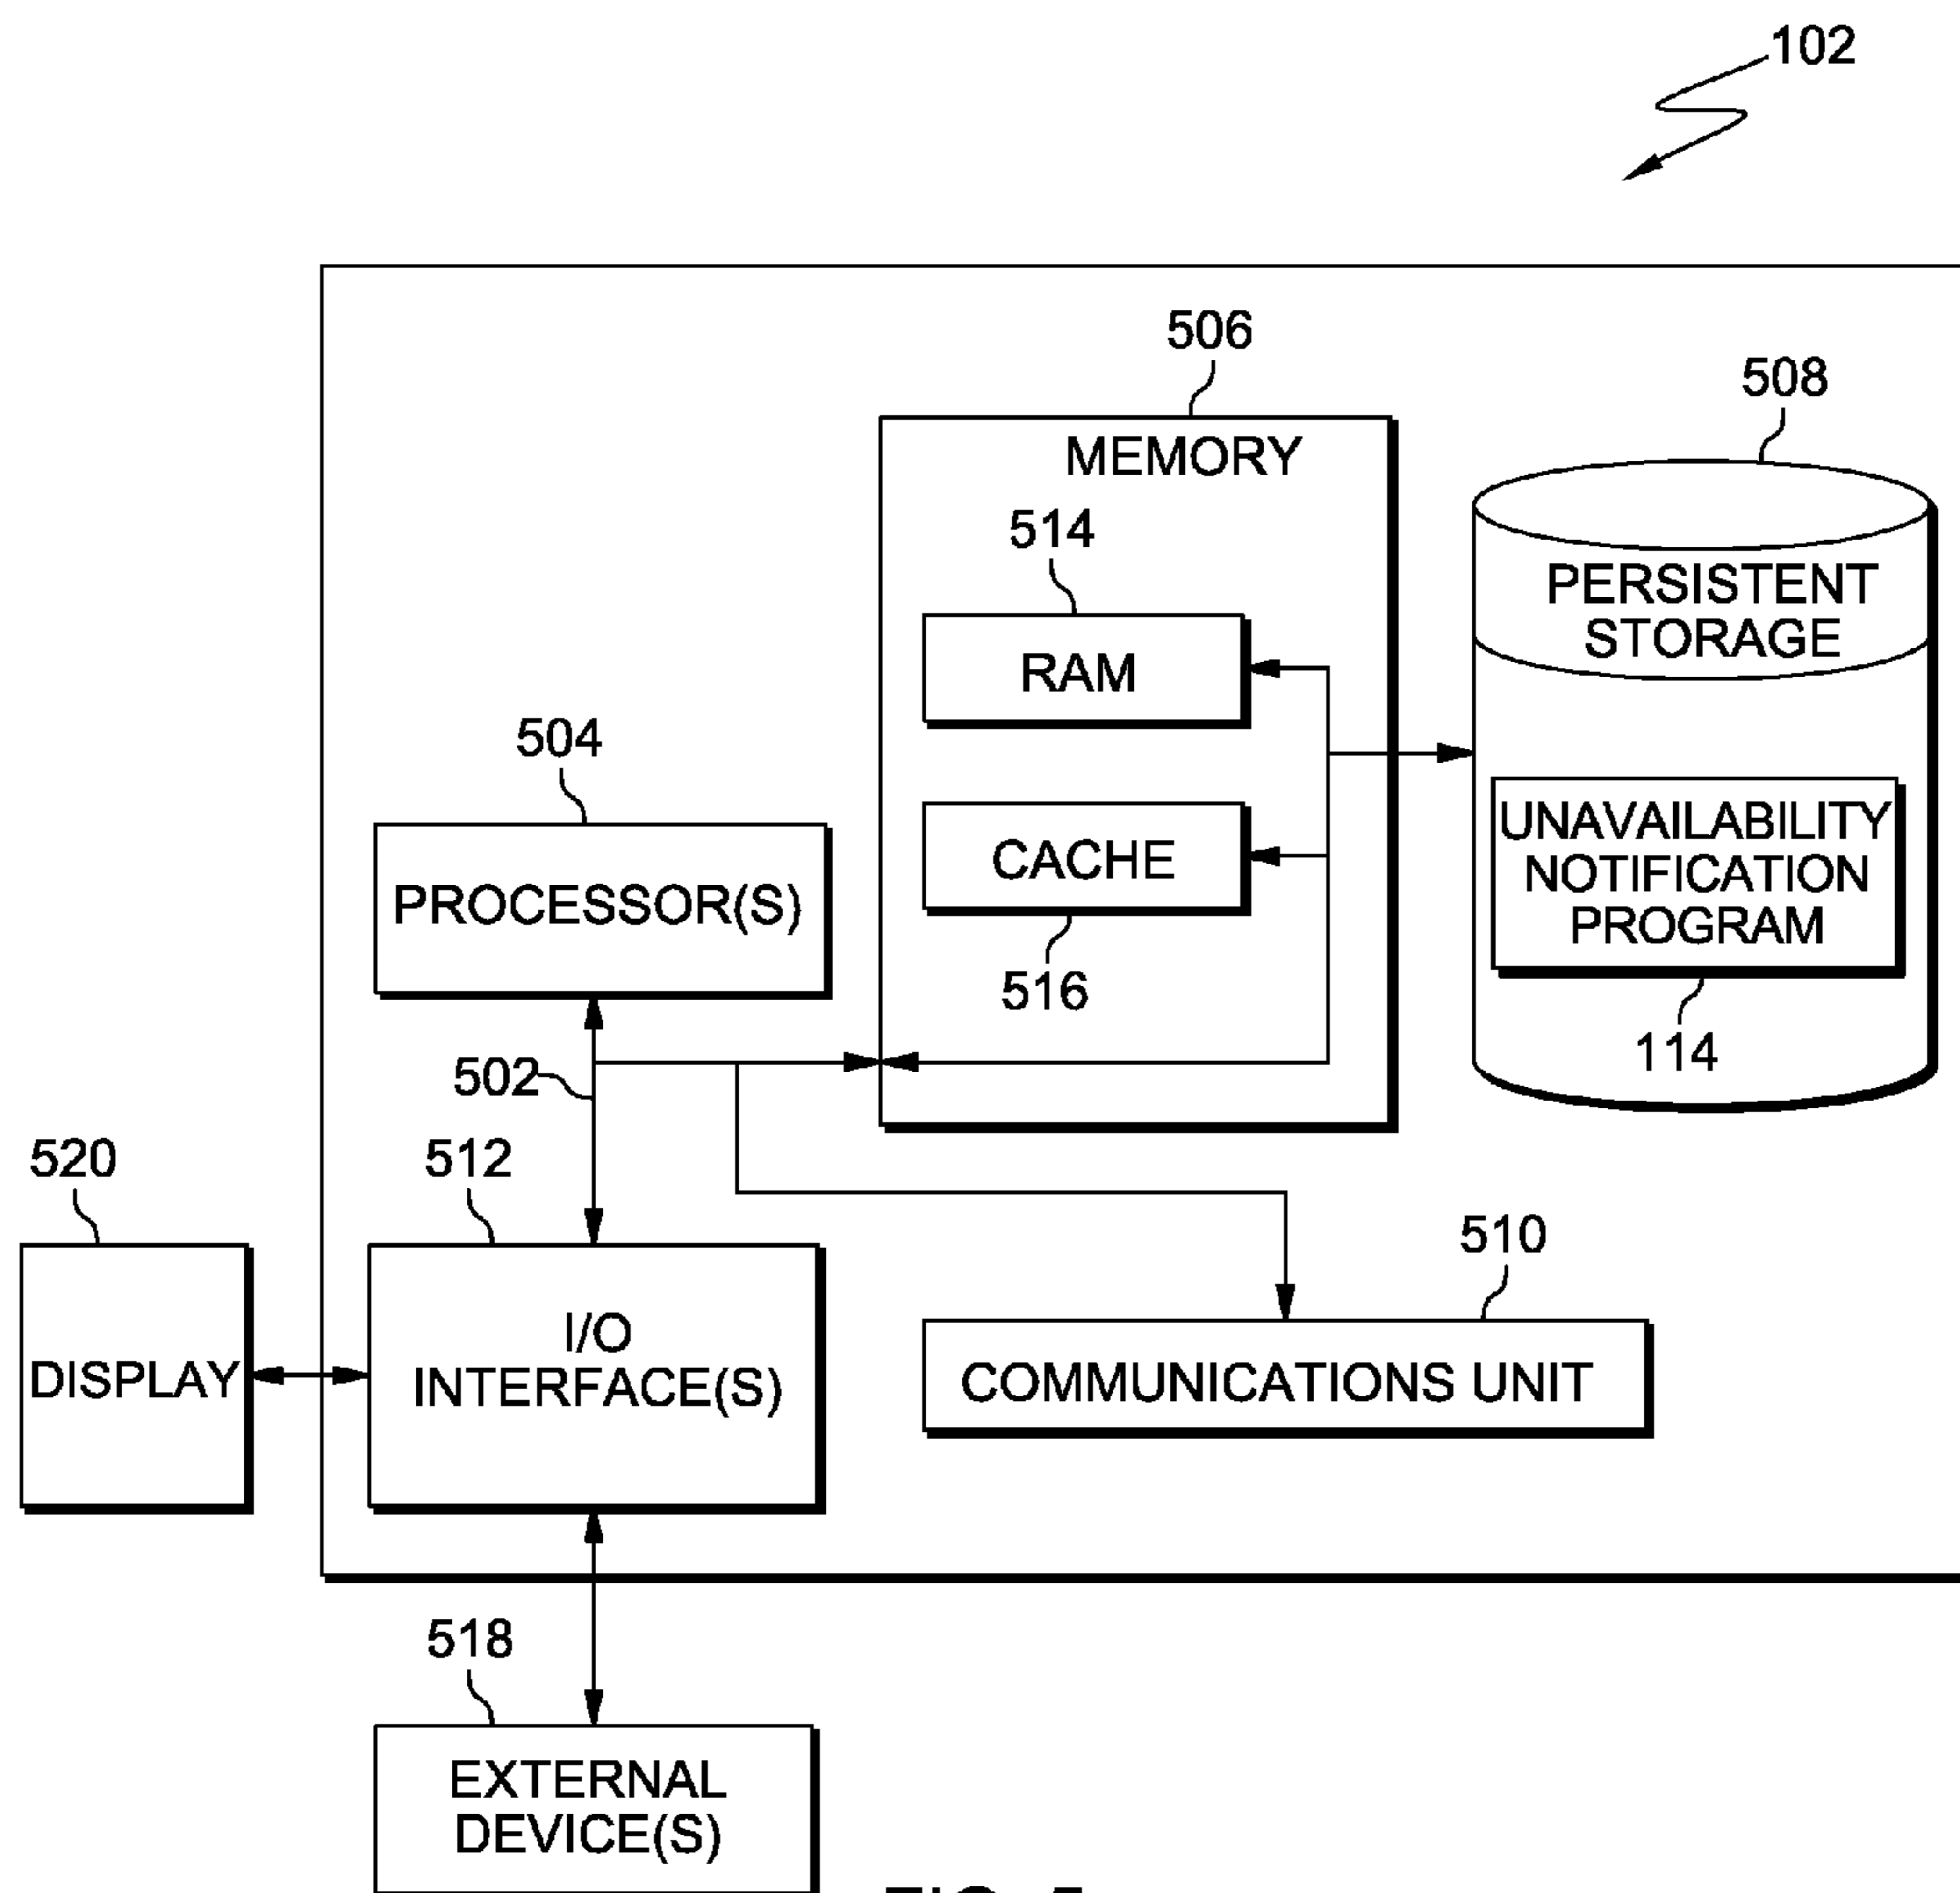 102
506
508
MEMORY
514
PERSISTENT
STORAGE
RAM
504
UNAVAILABILITY
NOTIFICATION
PROGRAM
CACHE
PROCESSOR(S)
516
114
502
520
512
510
I/O
INTERFACE(S)
DISPLAY
COMMUNICATIONS UNIT
518
EXTERNAL
DEVICE(S)